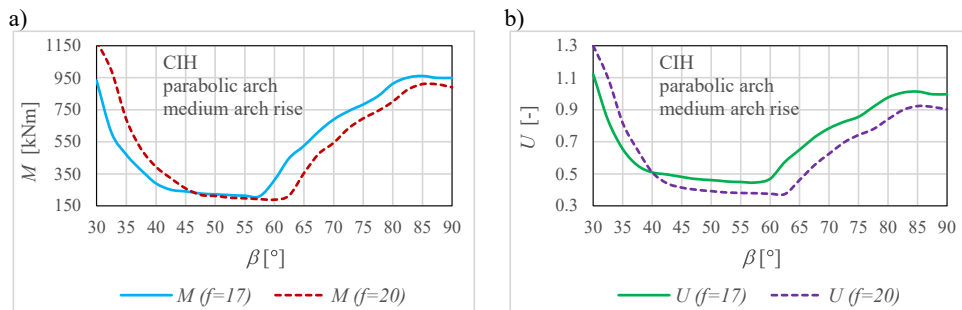 a)
1150
950
750
550
350
150
M [kNm]
CIH
parabolic arch
medium arch rise
30 35 40 45 50 55 60 65 70 75 80 85 90
β [°]
M (f=17) M (f=20)
b)
1.3
1.1
0.9
0.7
0.5
0.3
U [-]
CIH
parabolic arch
medium arch rise
30 35 40 45 50 55 60 65 70 75 80 85 90
β [°]
U (f=17) U (f=20)